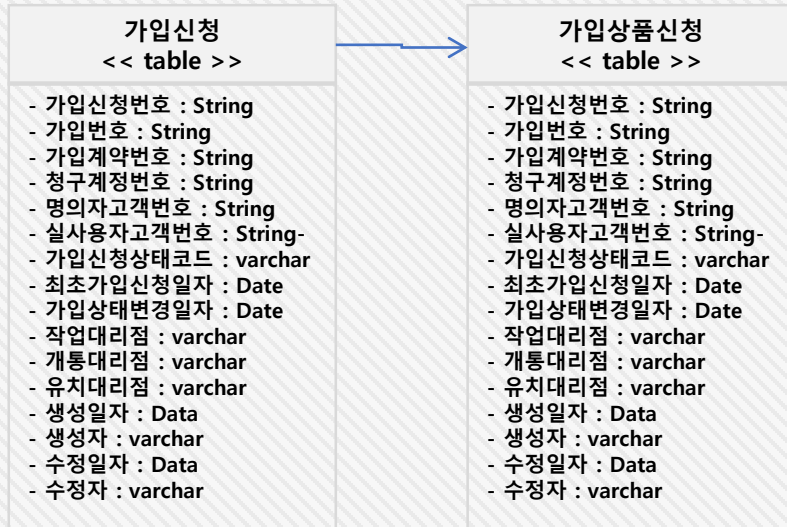 가입신청
<< table >>
- 가입신청번호 : String
- 가입번호 : String
- 가입계약번호 : String
- 청구계정번호 : String
- 명의자고객번호 : String
- 실사용자고객번호 : String-
- 가입신청상태코드 : varchar
- 최초가입신청일자 : Date
- 가입상태변경일자 : Date
- 작업대리점 : varchar
- 개통대리점 : varchar
- 유치대리점 : varchar
- 생성일자 : Data
- 생성자 : varchar
- 수정일자 : Data
- 수정자 : varchar
가입상품신청
<< table >>
- 가입신청번호 : String
- 가입번호 : String
- 가입계약번호 : String
- 청구계정번호 : String
- 명의자고객번호 : String
- 실사용자고객번호 : String-
- 가입신청상태코드 : varchar
- 최초가입신청일자 : Date
- 가입상태변경일자 : Date
- 작업대리점 : varchar
- 개통대리점 : varchar
- 유치대리점 : varchar
- 생성일자 : Data
- 생성자 : varchar
- 수정일자 : Data
- 수정자 : varchar